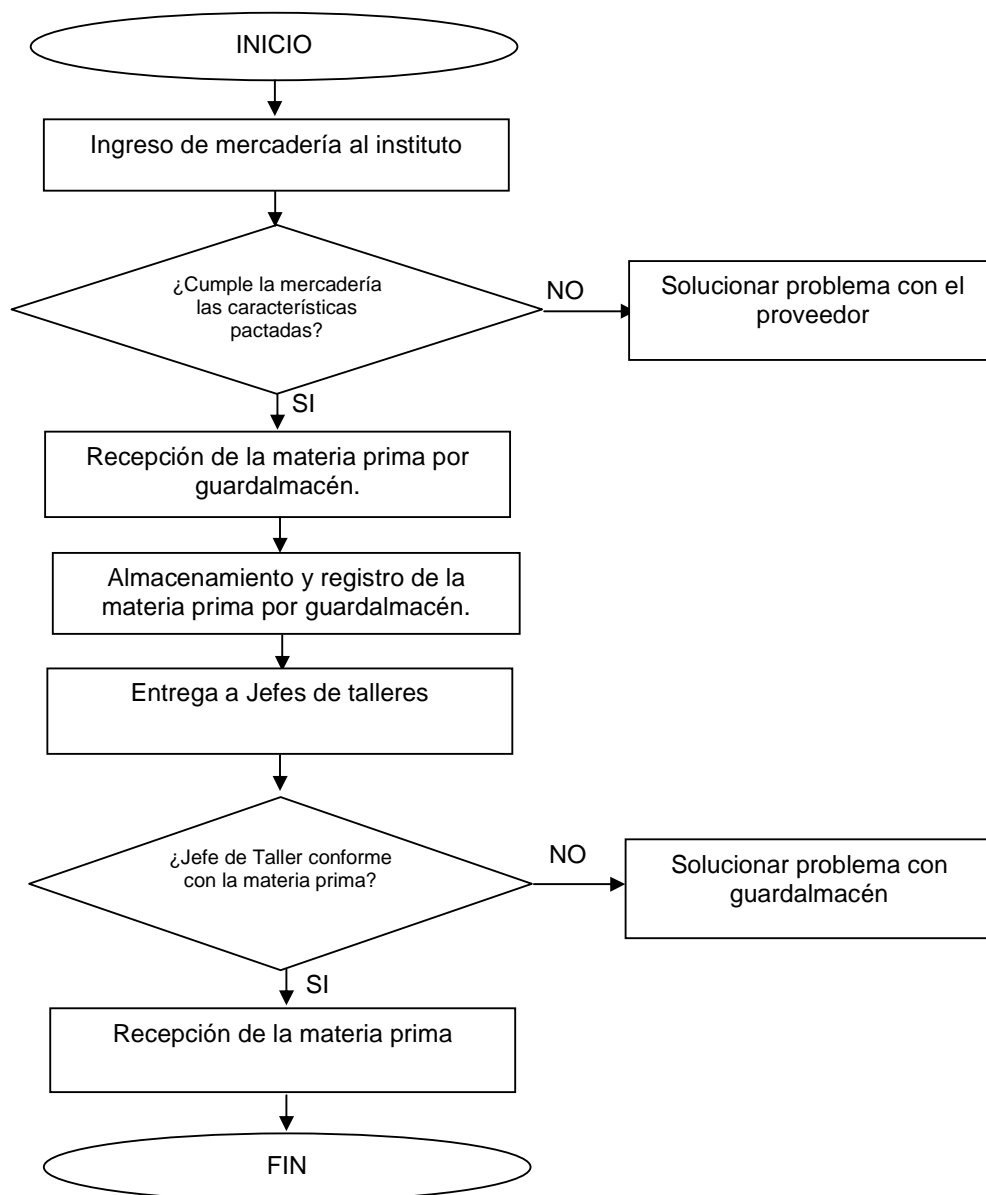 INICIO
Ingreso de mercadería al instituto
¿Cumple la mercadería
las características
pactadas?
NO
Solucionar problema con el
proveedor
SI
Recepción de la materia prima por
guardalmacén.
Almacenamiento y registro de la
materia prima por guardalmacén.
Entrega a Jefes de talleres
¿Jefe de Taller conforme
con la materia prima?
NO
Solucionar problema con
guardalmacén
SI
Recepción de la materia prima
FIN